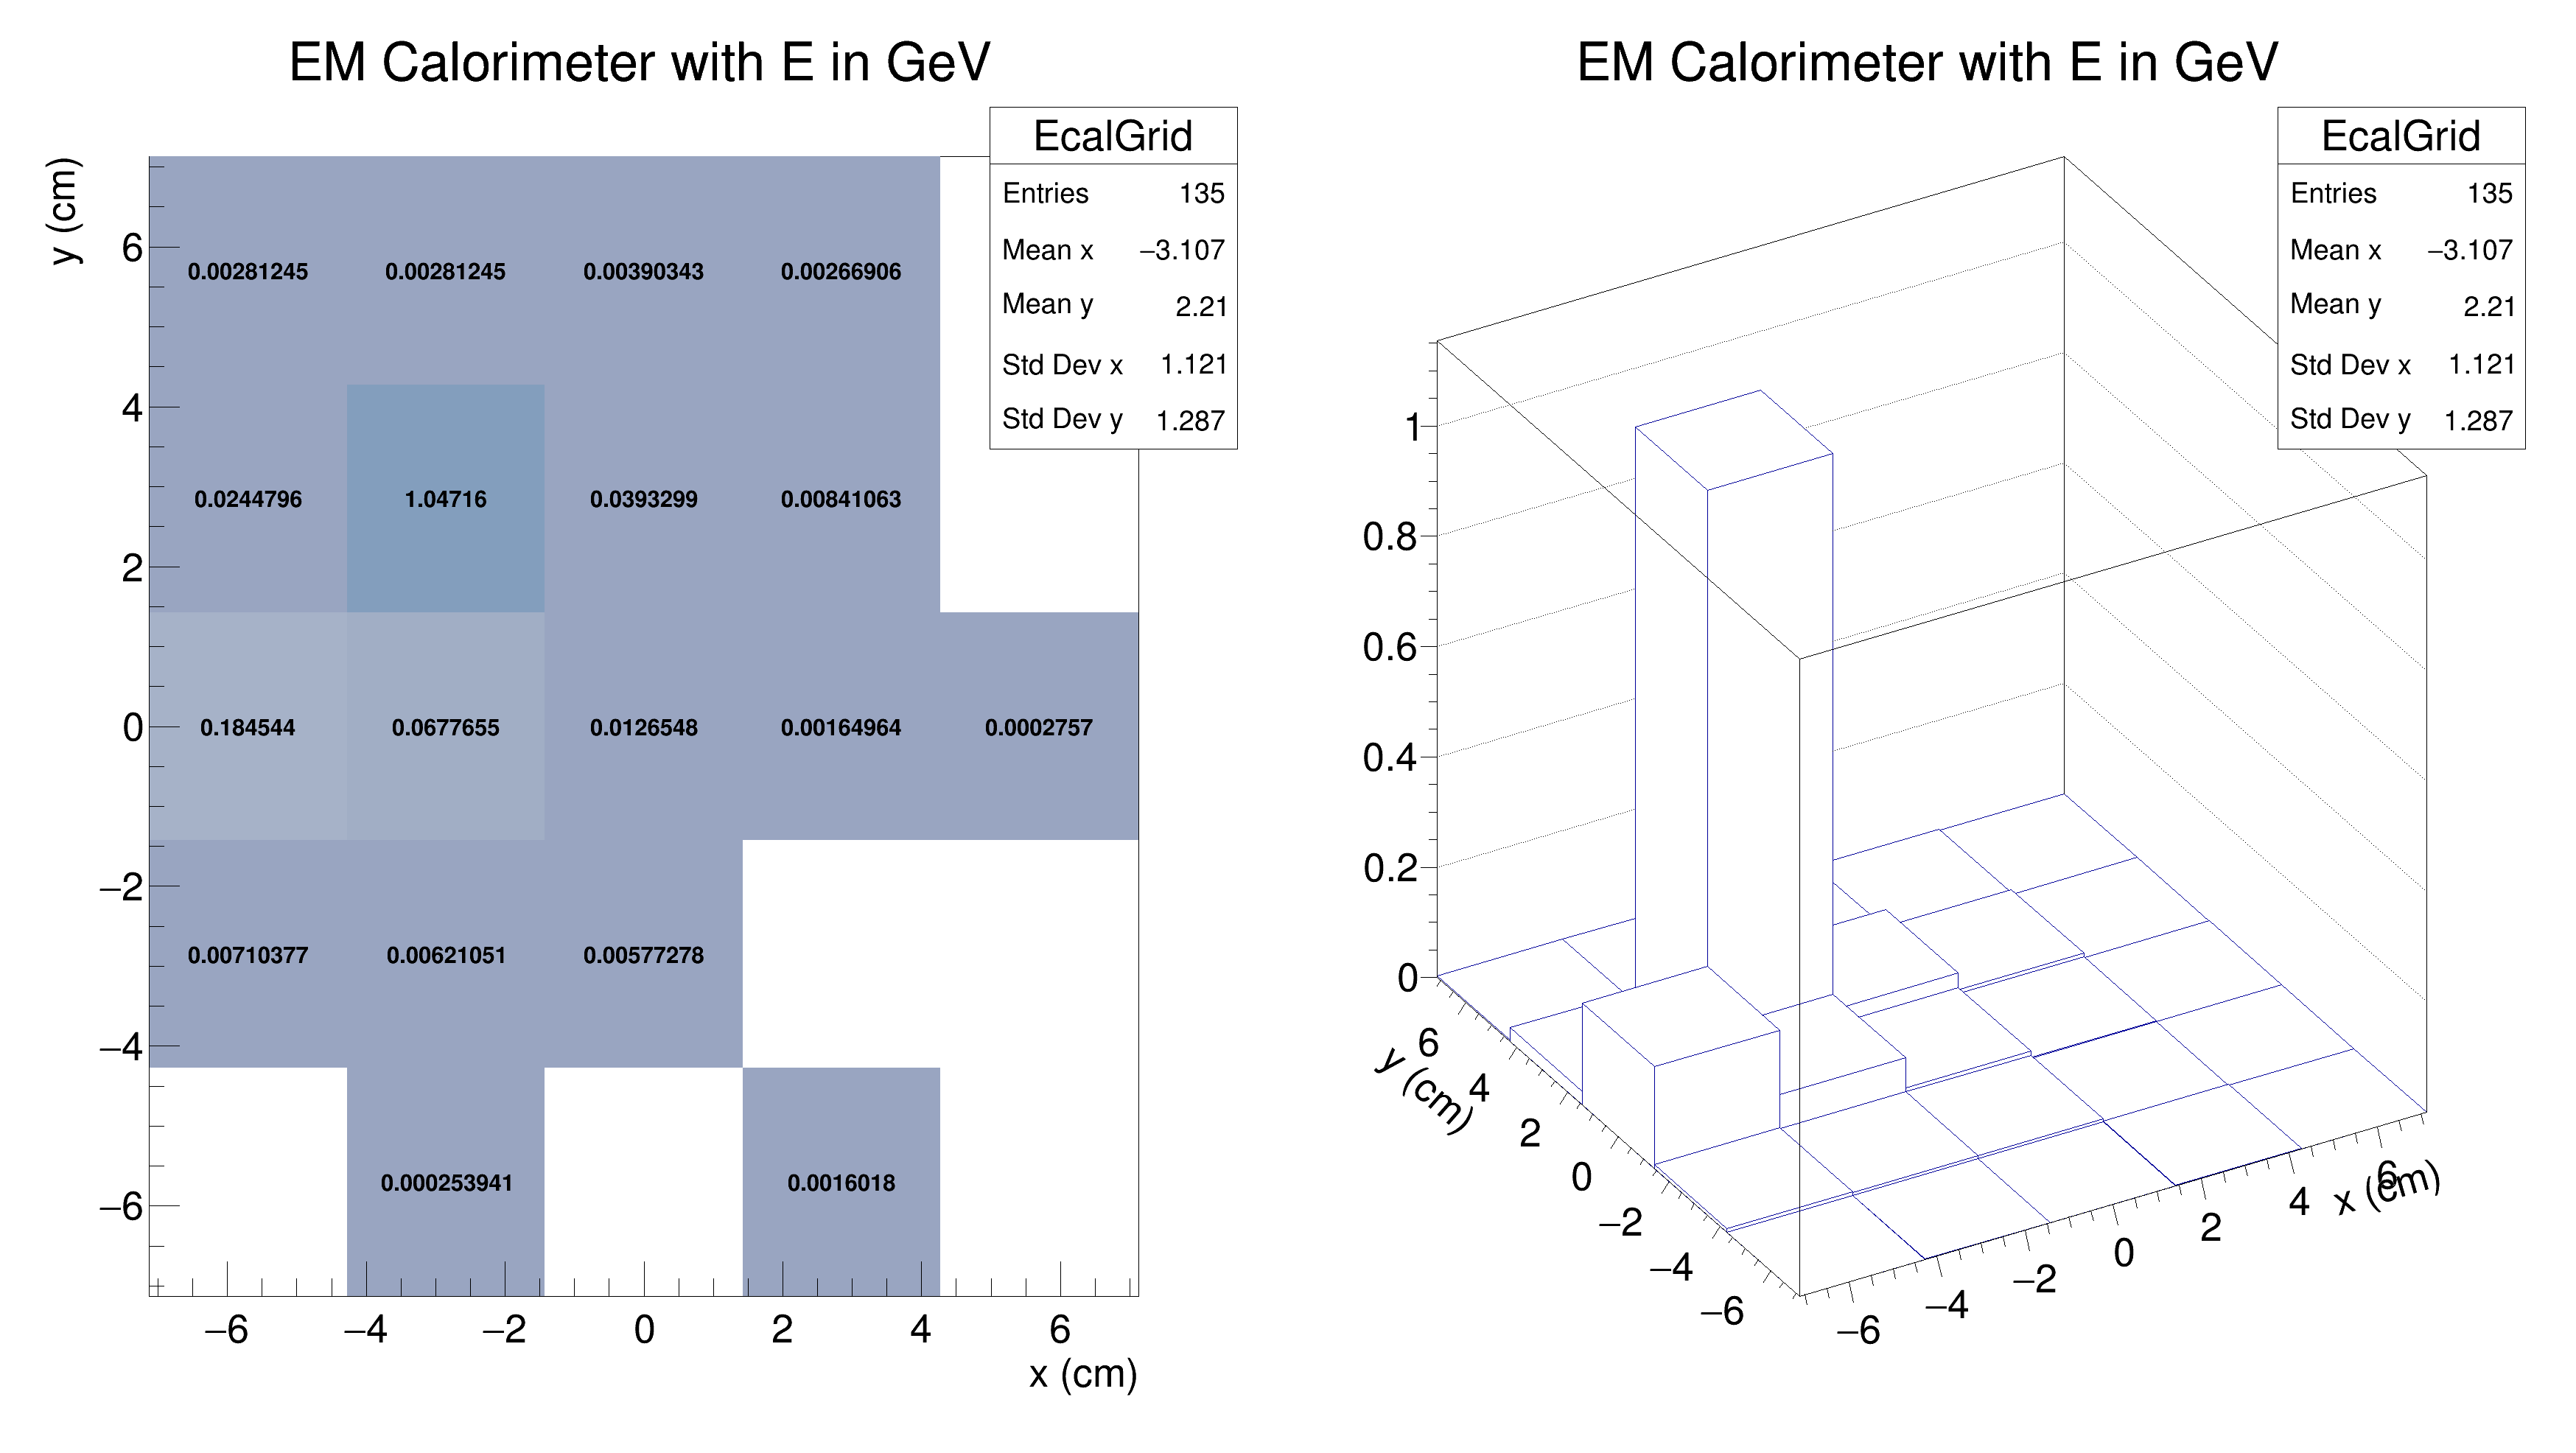 EM Calorimeter with E in GeV
EcalGrid
Entries 135
Mean x −3.107
Mean y 2.21
Std Dev x 1.121
Std Dev y 1.287
y (cm)
6
4
2
0
−2
−4
−6
0.00281245 0.00281245 0.00390343 0.00266906
0.0244796 1.04716 0.0393299 0.00841063
0.184544 0.0677655 0.0126548 0.00164964 0.0002757
0.00710377 0.00621051 0.00577278
0.000253941 0.0016018
−6 −4 −2 0 2 4 6
x (cm)
EM Calorimeter with E in GeV
EcalGrid
Entries 135
Mean x −3.107
Mean y 2.21
Std Dev x 1.121
Std Dev y 1.287
1
0.8
0.6
0.4
0.2
0
6
4
2
0
−2
−4
−6
y (cm)
−6
−4
−2
0
2
4
6
x (cm)